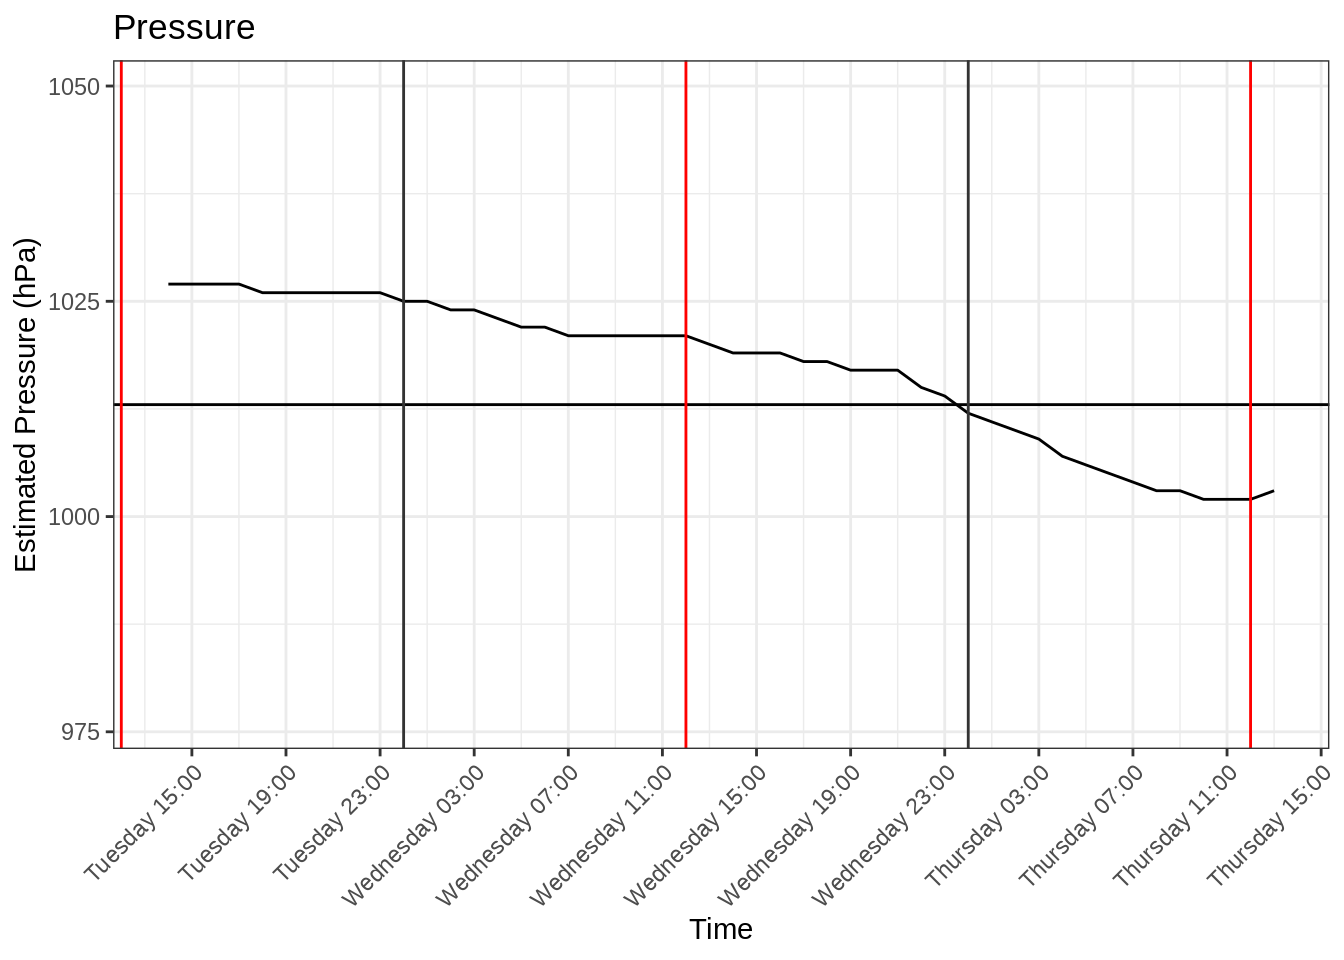 Pressure
Estimated Pressure (hPa)
1050
1025
1000
975
Tuesday 15:00
Tuesday 19:00
Tuesday 23:00
Wednesday 03:00
Wednesday 07:00
Wednesday 11:00
Wednesday 15:00
Wednesday 19:00
Wednesday 23:00
Thursday 03:00
Thursday 07:00
Thursday 11:00
Thursday 15:00
Time